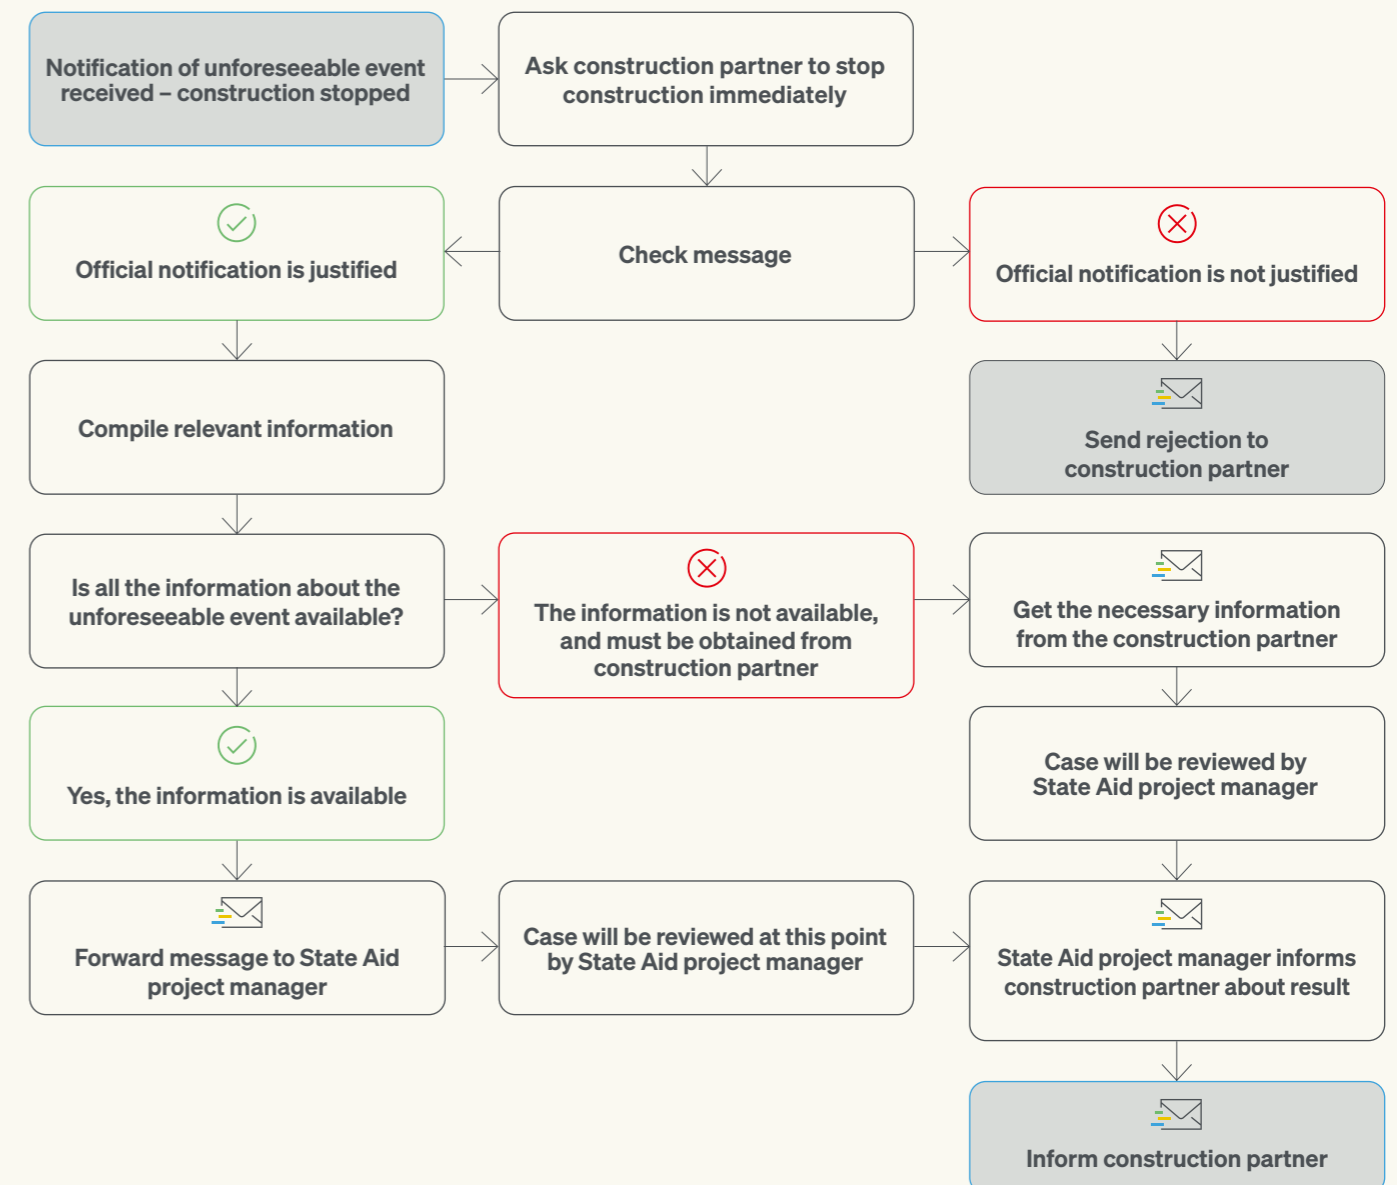 Notification of unforeseeable event
received – construction stopped
Ask construction partner to stop
construction immediately
Official notification is justified
Check message
Official notification is not justified
Compile relevant information
Send rejection to
construction partner
Is all the information about the
unforeseeable event available?
The information is not available,
and must be obtained from
construction partner
Get the necessary information
from the construction partner
Yes, the information is available
Case will be reviewed by
State Aid project manager
Forward message to State Aid
project manager
Case will be reviewed at this point
by State Aid project manager
State Aid project manager informs
construction partner about result
Inform construction partner